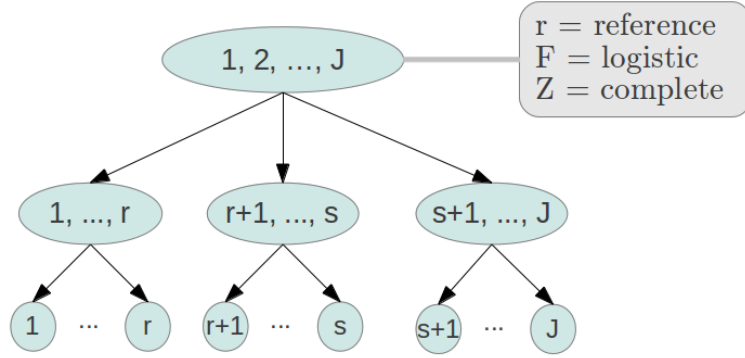 1, 2, ..., J
r = reference
F = logistic
Z = complete
1, ..., r
r+1, ..., s
s+1, ..., J
1 ... r r+1 ... s s+1 ... J